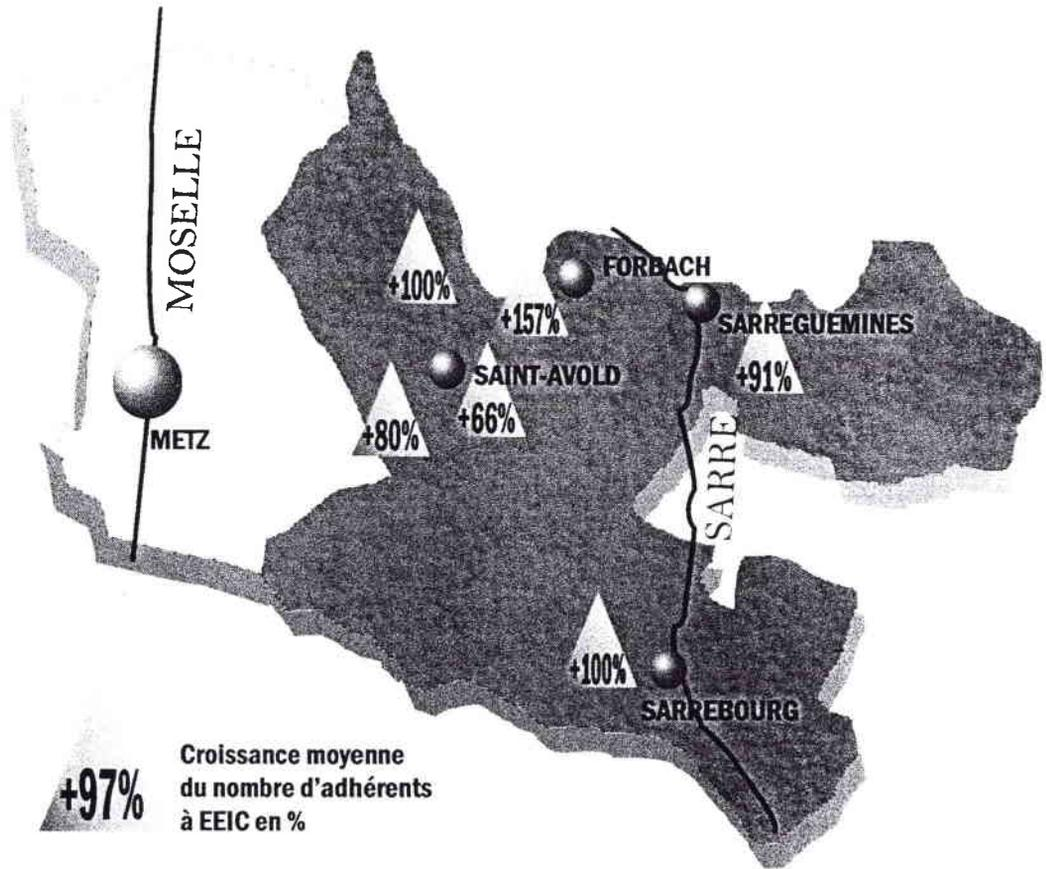 MOSELLE
+100%
FORBACH
+157%
SARREGUEMINES
SAINT-AVOLD
+91%
+66%
+80%
METZ
SARRE
+100%
SARREBOURG
+97%
Croissance moyenne
du nombre d'adhérents
à EEIC en %